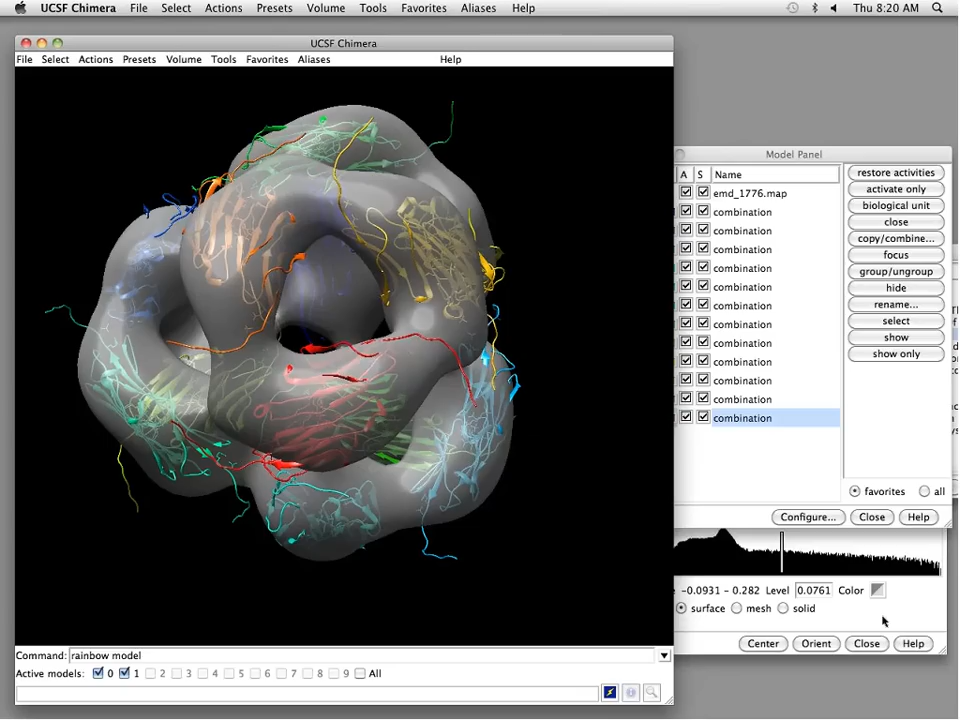 UCSF Chimera File Select Actions Presets Volume Tools Favorites Aliases Help Thu 8:20 AM
UCSF Chimera
File Select Actions Presets Volume Tools Favorites Aliases Help
Model Panel
A S Name
emd_1776.map
combination
combination
combination
combination
combination
combination
combination
combination
combination
combination
combination
combination
restore activities
activate only
biological unit
close
copy/combine...
focus
group/ungroup
hide
rename...
select
show
show only
favorites all
Configure... Close Help
-0.0931 - 0.282 Level 0.0761 Color
surface mesh solid
Center Orient Close Help
Command: rainbow model
Active models: 0 1 2 3 4 5 6 7 8 9 All